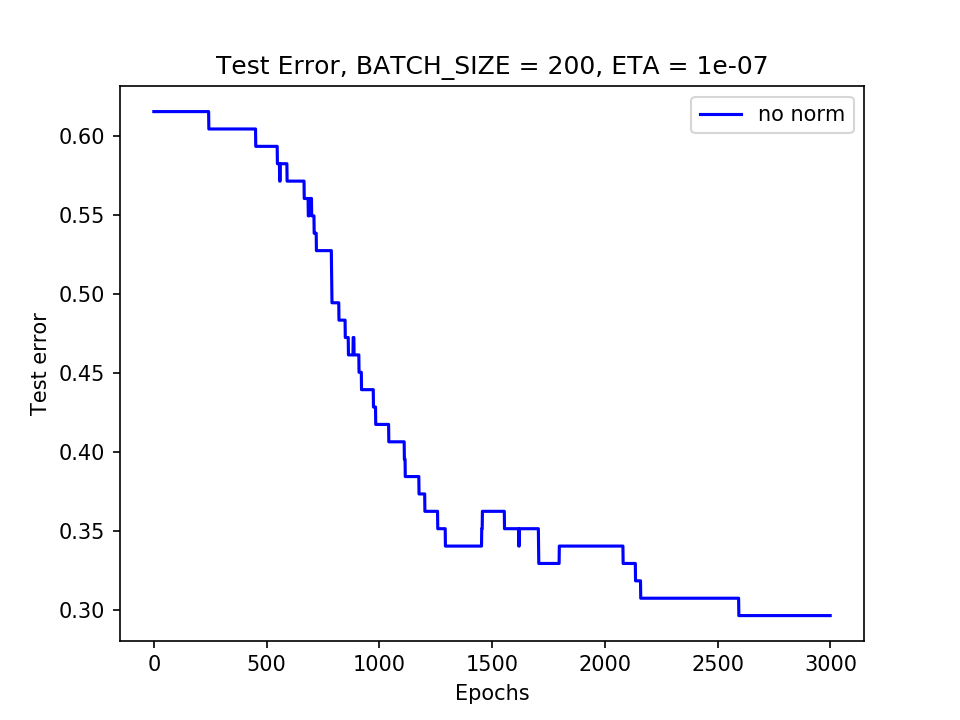 Test Error, BATCH_SIZE = 200, ETA = 1e-07
no norm
0.60
0.55
0.50
0.45
0.40
0.35
0.30
Test error
0 500 1000 1500 2000 2500 3000
Epochs